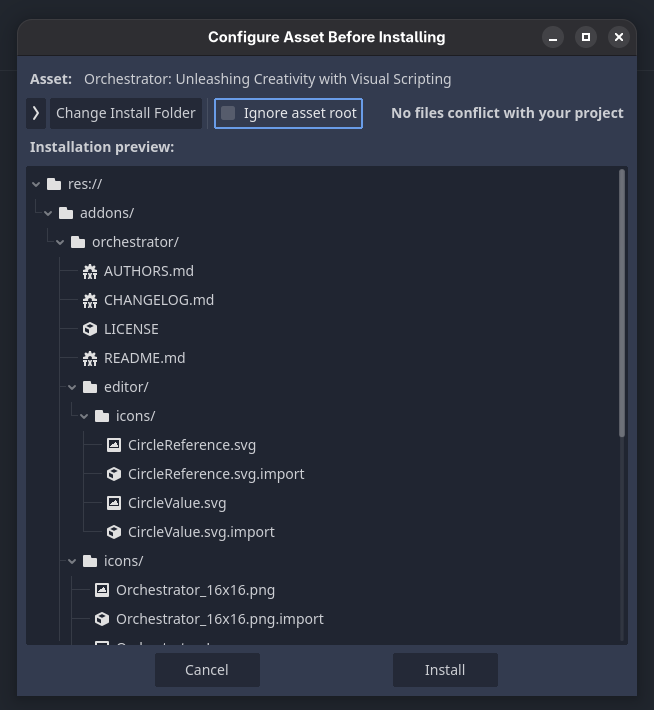 Configure Asset Before Installing
Asset: Orchestrator: Unleashing Creativity with Visual Scripting
Change Install Folder Ignore asset root No files conflict with your project
Installation preview:
res://
addons/
orchestrator/
AUTHORS.md
CHANGELOG.md
LICENSE
README.md
editor/
icons/
CircleReference.svg
CircleReference.svg.import
CircleValue.svg
CircleValue.svg.import
icons/
Orchestrator_16x16.png
Orchestrator_16x16.png.import
Cancel Install